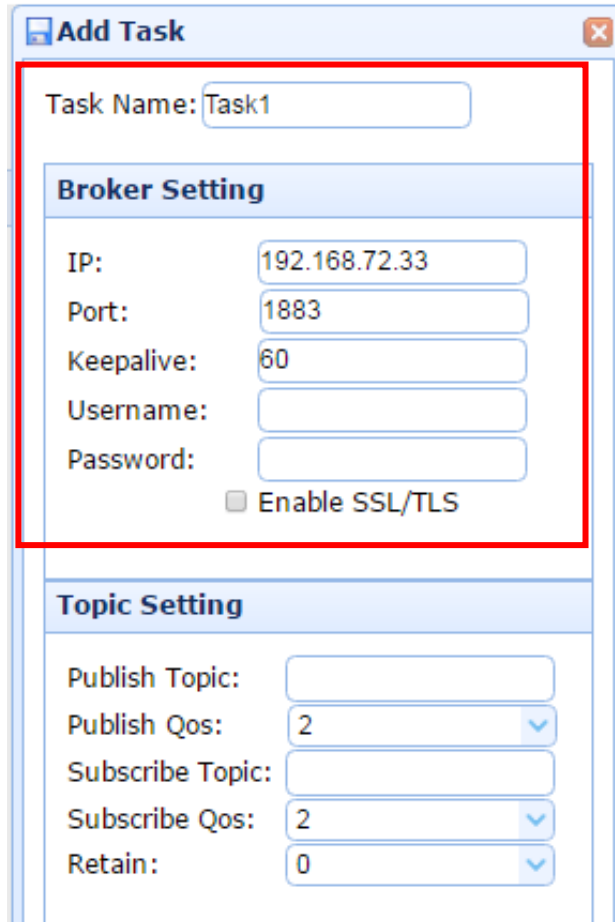 Add Task
Task Name: Task1
Broker Setting
IP: 192.168.72.33
Port: 1883
Keepalive: 60
Username:
Password:
Enable SSL/TLS
Topic Setting
Publish Topic:
Publish Qos: 2
Subscribe Topic:
Subscribe Qos: 2
Retain: 0